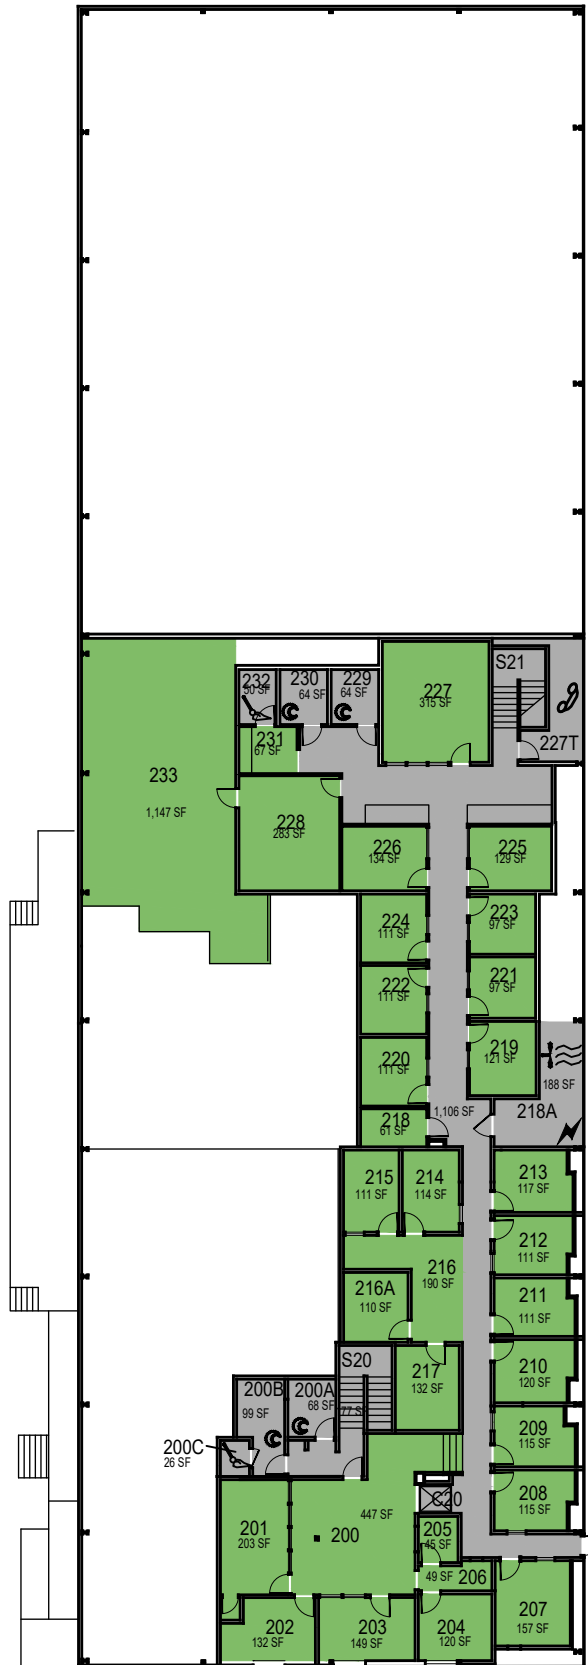 232
50 SF
230
64 SF
229
64 SF
227
315 SF
S21
227T
231
67 SF
233
1,147 SF
228
283 SF
226
134 SF
225
129 SF
224
111 SF
223
97 SF
222
111 SF
221
97 SF
220
111 SF
219
121 SF
188 SF
218A
218
61 SF
1,106 SF
215
111 SF
214
114 SF
213
117 SF
212
111 SF
216
190 SF
216A
110 SF
211
111 SF
S20
77 SF
217
132 SF
210
120 SF
200B
99 SF
200A
68 SF
200C
26 SF
209
115 SF
208
115 SF
C20
447 SF
200
201
203 SF
205
45 SF
49 SF
206
202
132 SF
203
149 SF
204
120 SF
207
157 SF